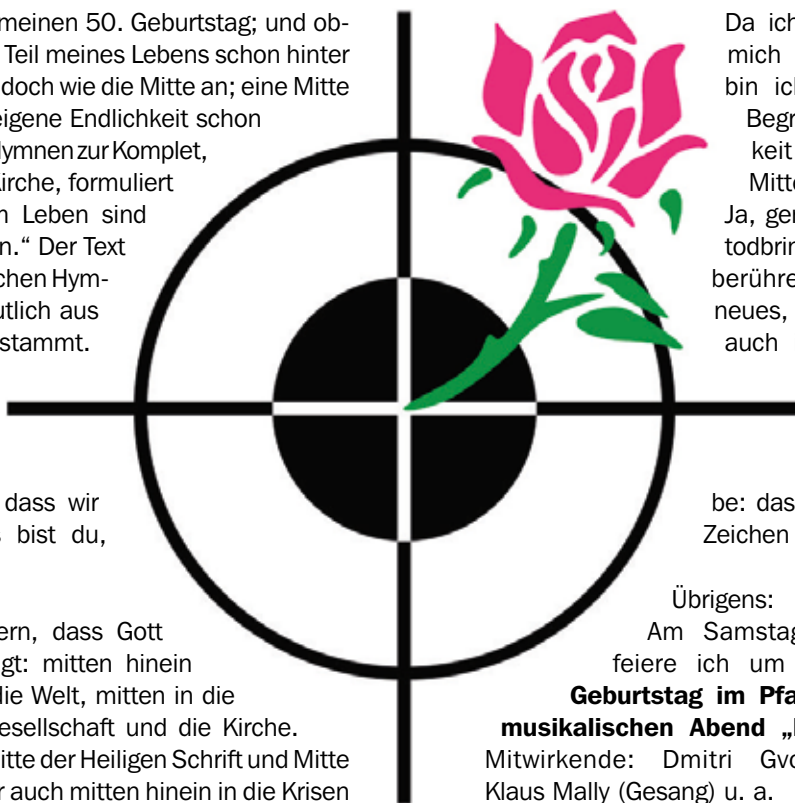 meinen 50. Geburtstag; und ob-
Teil meines Lebens schon hinter
doch wie die Mitte an; eine Mitte
eigene Endlichkeit schon
Hymnen zur Komplet,
Kirche, formuliert
Leben sind
n.“ Der Text
chen Hym-
utlich aus
stammt.
dass wir
bist du,
ern, dass Gott
gt: mitten hinein
die Welt, mitten in die
esellschaft und die Kirche.
itte der Heiligen Schrift und Mitte
r auch mitten hinein in die Krisen
Da ich
mich
bin ich
Begr
keit
Mitte
Ja, ger
todbrin
berühre
neues,
auch
be: das
Zeichen
Übrigens:
Am Samstag
feiere ich um
Geburtstag im Pfa
musikalischen Abend „
Mitwirkende: Dmitri Gvo
Klaus Mally (Gesang) u. a.